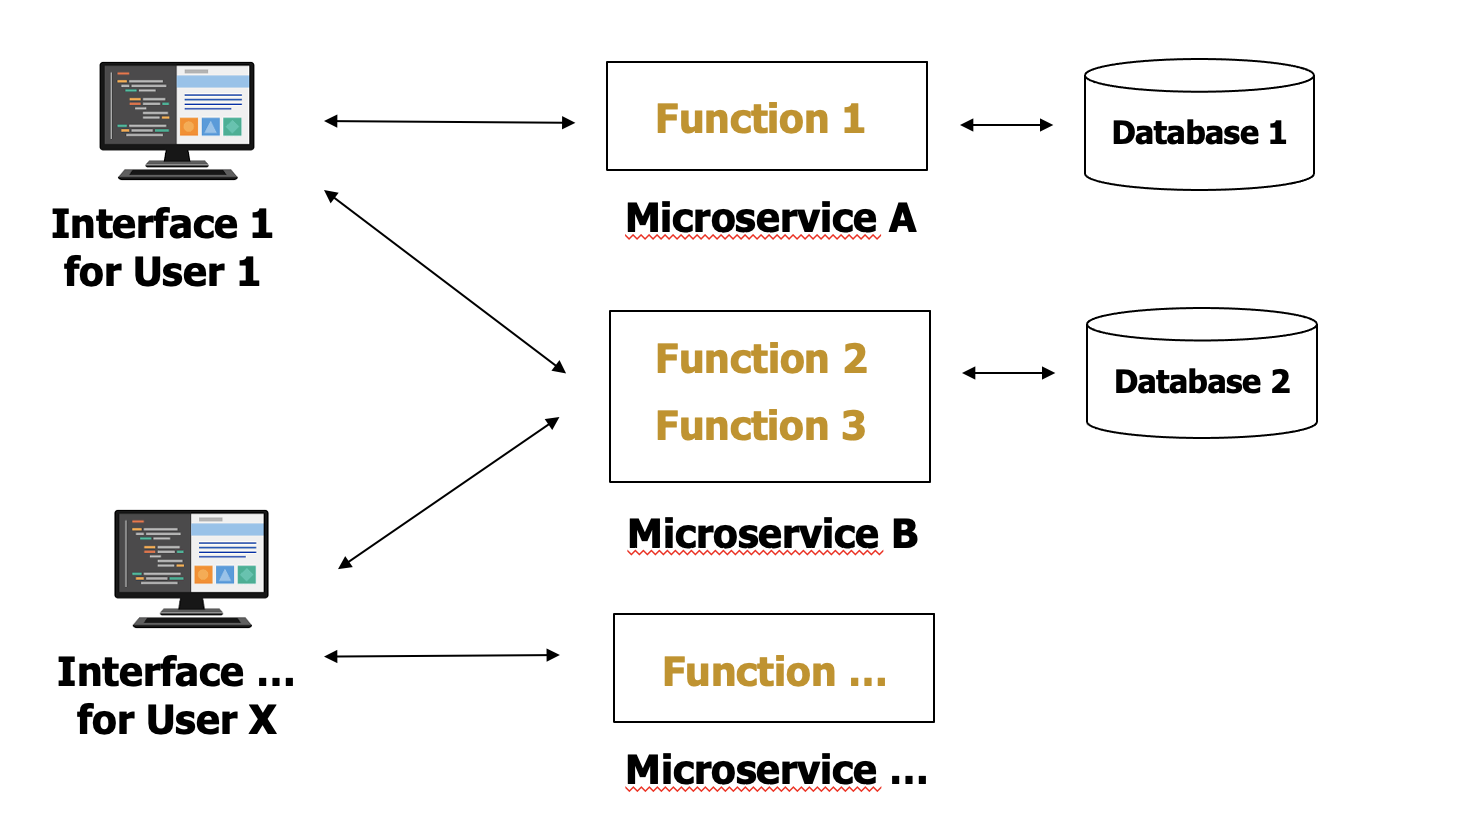 Interface 1
for User 1
Function 1
Microservice A
Database 1
Function 2
Function 3
Microservice B
Database 2
Interface ...
for User X
Function ...
Microservice ...